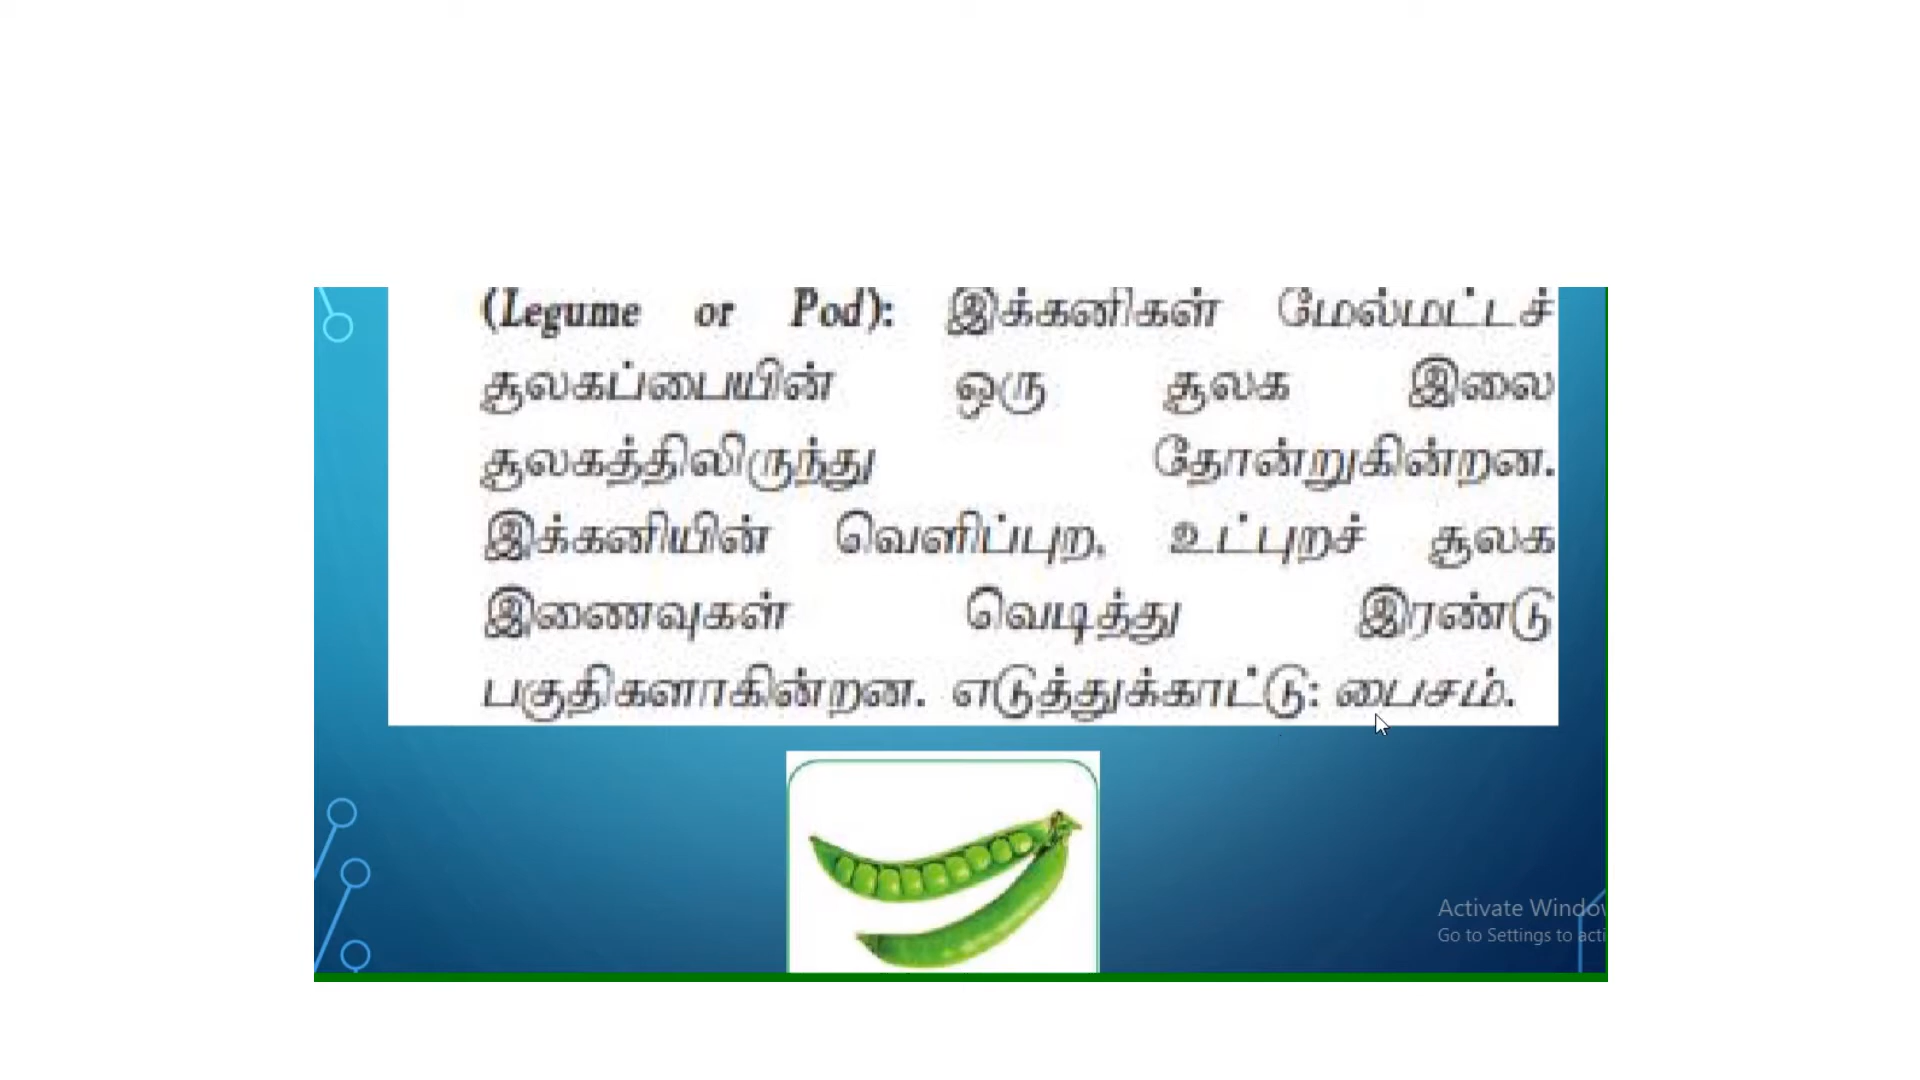 (Legume or Pod): இக்கனிகள் மேல்மட்டச்
சூலகப்பையின் ஒரு சூலக இலை
சூலகத்திலிருந்து தோன்றுகின்றன.
இக்கனியின் வெளிப்புற, உட்புறச் சூலக
இணைவுகள் வெடித்து இரண்டு
பகுதிகளாகின்றன. எடுத்துக்காட்டு: பைசம்.
Activate Window
Go to Settings to acti